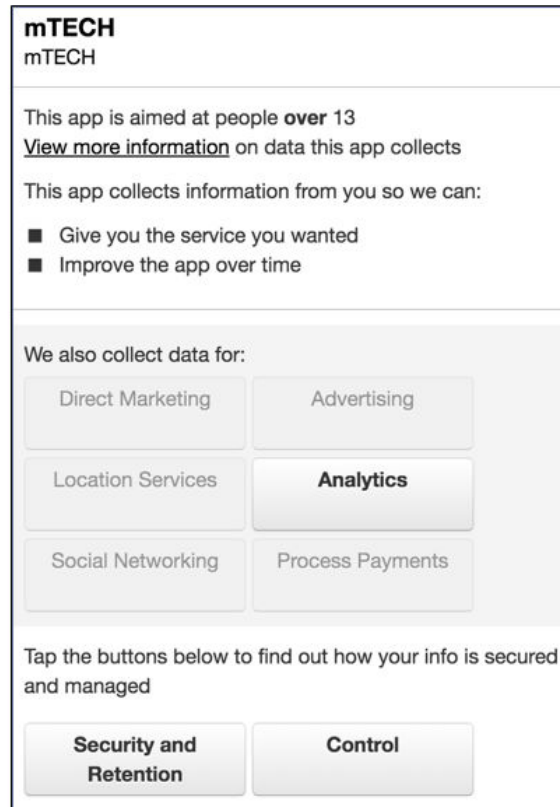 mTECH
mTECH
This app is aimed at people over 13
View more information on data this app collects
This app collects information from you so we can:
■ Give you the service you wanted
■ Improve the app over time
We also collect data for:
Direct Marketing
Advertising
Location Services
Analytics
Social Networking
Process Payments
Tap the buttons below to find out how your info is secured
and managed
Security and
Retention
Control